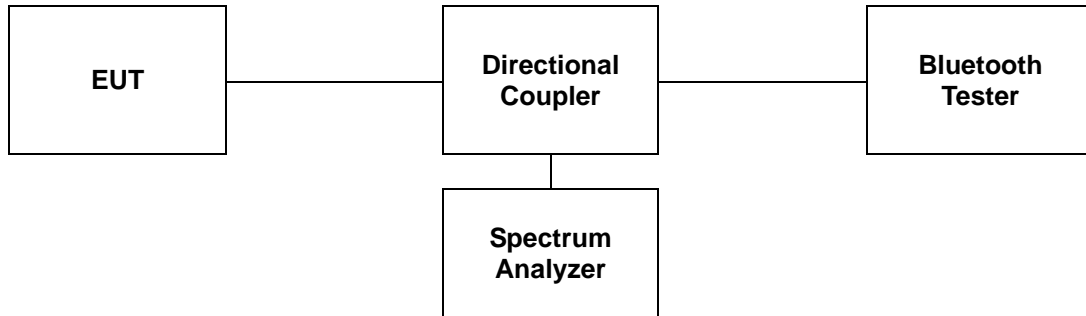 EUT
Directional
Coupler
Bluetooth
Tester
Spectrum
Analyzer